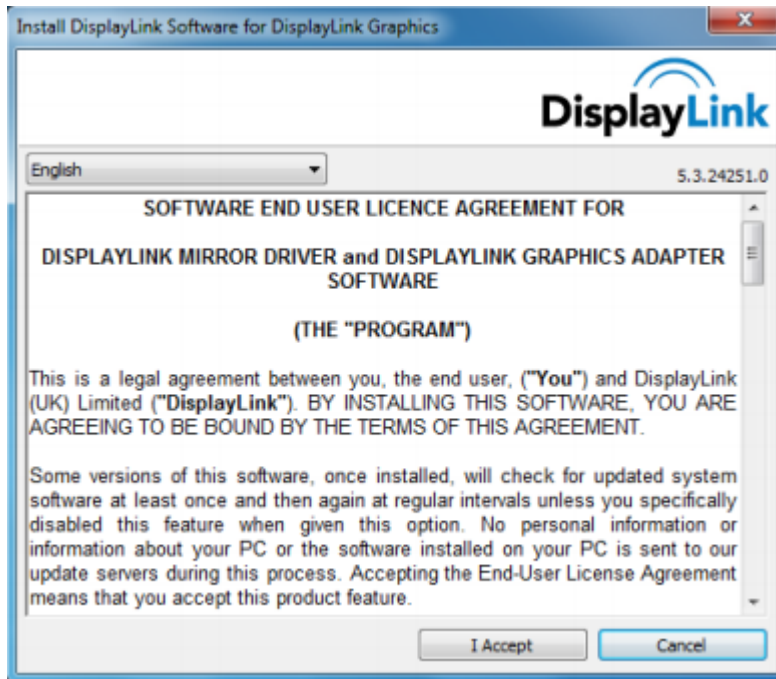 Install DisplayLink Software for DisplayLink Graphics
DisplayLink
English
5.3.24251.0
SOFTWARE END USER LICENCE AGREEMENT FOR
DISPLAYLINK MIRROR DRIVER and DISPLAYLINK GRAPHICS ADAPTER
SOFTWARE
(THE "PROGRAM")
This is a legal agreement between you, the end user, ("You") and DisplayLink
(UK) Limited ("DisplayLink"). BY INSTALLING THIS SOFTWARE, YOU ARE
AGREEING TO BE BOUND BY THE TERMS OF THIS AGREEMENT.
Some versions of this software, once installed, will check for updated system
software at least once and then again at regular intervals unless you specifically
disabled this feature when given this option. No personal information or
information about your PC or the software installed on your PC is sent to our
update servers during this process. Accepting the End-User License Agreement
means that you accept this product feature.
I Accept
Cancel